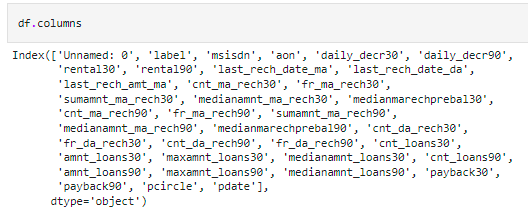 df.columns
Index(['Unnamed: 0', 'label', 'msisdn', 'aon', 'daily_decr30', 'daily_decr90',
'rental30', 'rental90', 'last_rech_date_ma', 'last_rech_date_da',
'last_rech_amt_ma', 'cnt_ma_rech30', 'fr_ma_rech30',
'sumamnt_ma_rech30', 'medianamnt_ma_rech30', 'medianmarechprebal30',
'cnt_ma_rech90', 'fr_ma_rech90', 'sumamnt_ma_rech90',
'medianamnt_ma_rech90', 'medianmarechprebal90', 'cnt_da_rech30',
'fr_da_rech30', 'cnt_da_rech90', 'fr_da_rech90', 'cnt_loans30',
'amnt_loans30', 'maxamnt_loans30', 'medianamnt_loans30', 'cnt_loans90',
'amnt_loans90', 'maxamnt_loans90', 'medianamnt_loans90', 'payback30',
'payback90', 'pcircle', 'pdate'],
dtype='object')